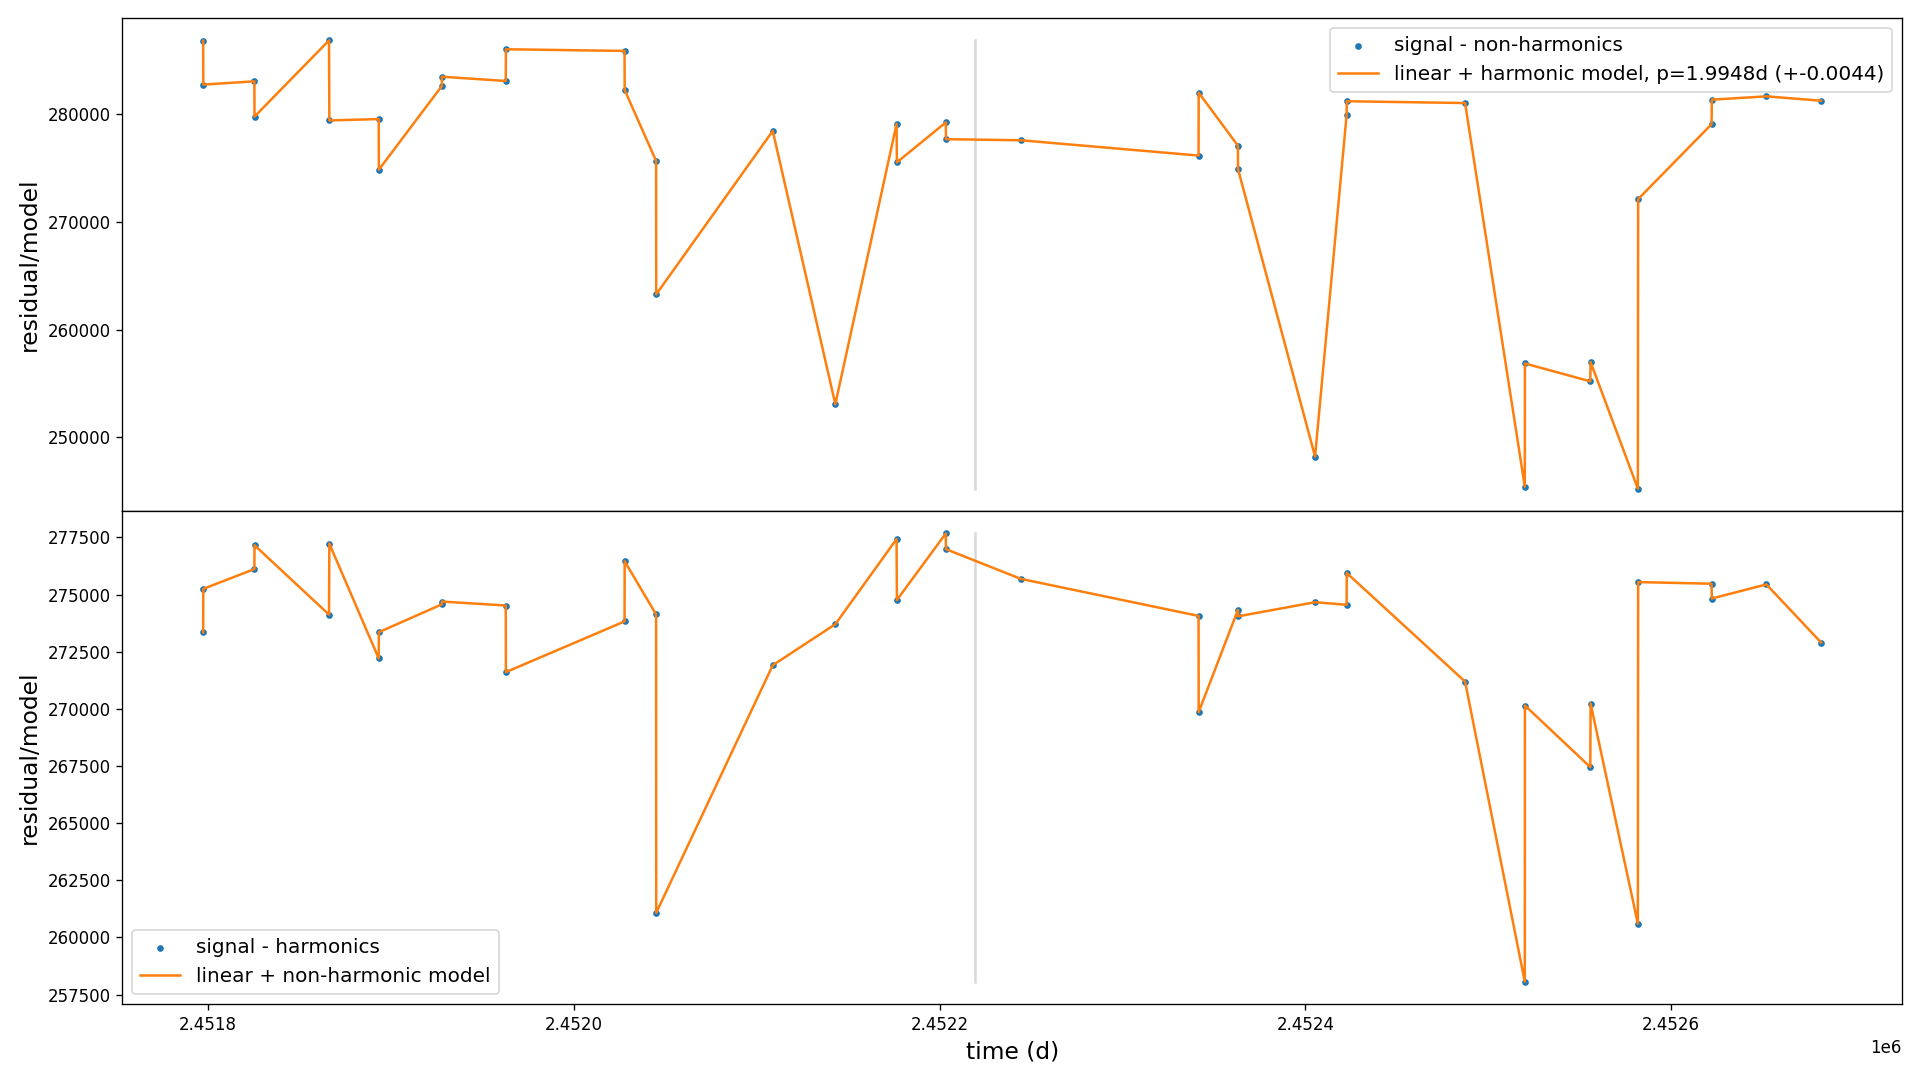 signal - non-harmonics
linear + harmonic model, p=1.9948d (+-0.0044)
280000
270000
260000
250000
residual/model
277500
275000
272500
270000
267500
265000
262500
260000
257500
residual/model
signal - harmonics
linear + non-harmonic model
2.4518
2.4520
2.4522
2.4524
2.4526
1e6
time (d)